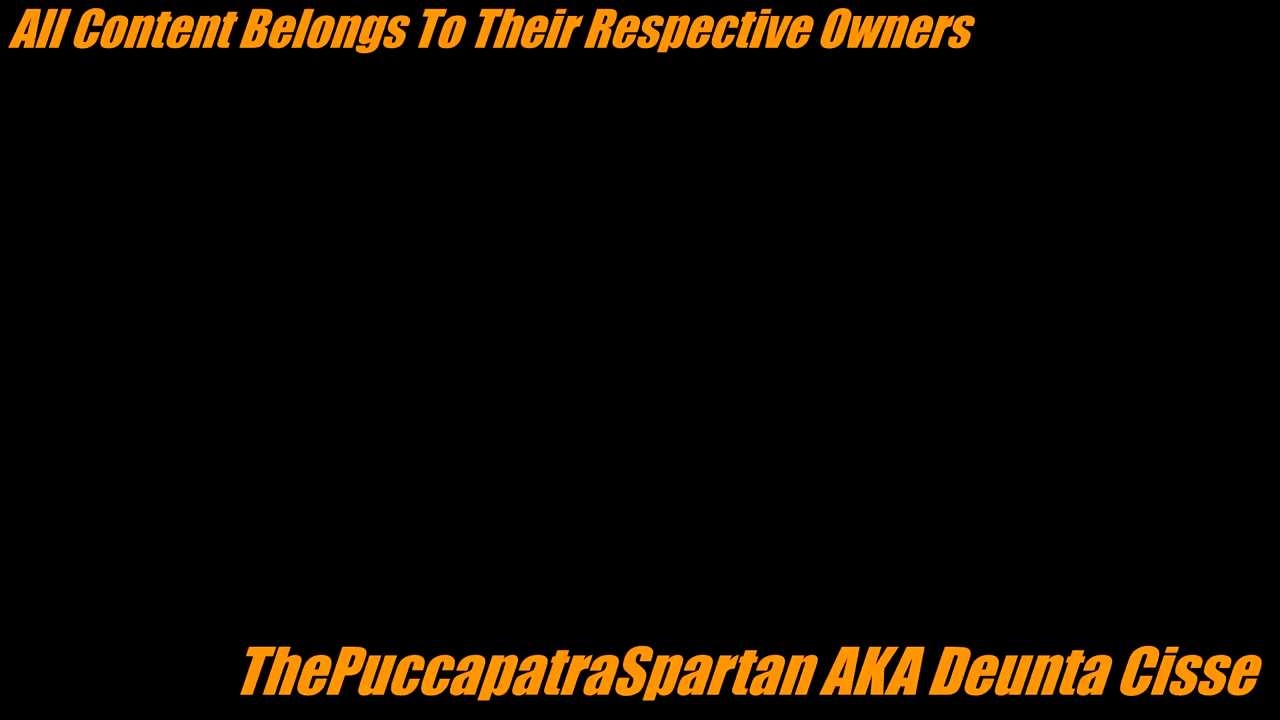 All Content Belongs To Their Respective Owners
ThePuccapatraSpartan AKA Deunta Cisse